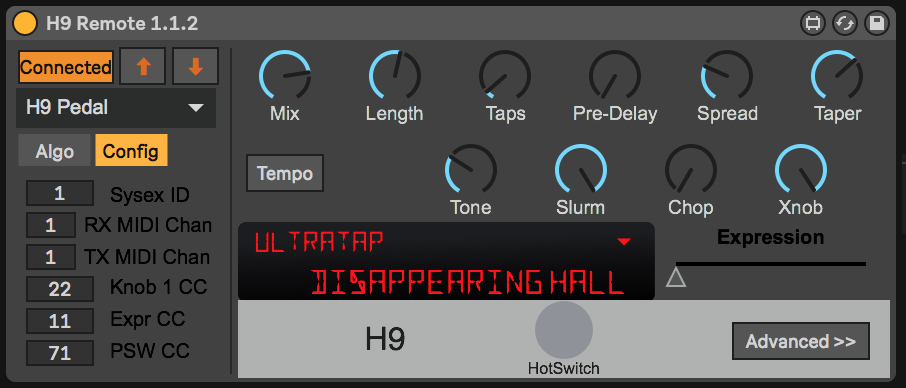 H9 Remote 1.1.2
Connected
H9 Pedal
Algo Config
1 Sysex ID
1 RX MIDI Chan
1 TX MIDI Chan
22 Knob 1 CC
11 Expr CC
71 PSW CC
Mix Length Taps Pre-Delay Spread Taper
Tempo
Tone Slurm Chop Xnob
ULTRATAP
DISAPPEARING HALL
Expression
H9
HotSwitch
Advanced >>